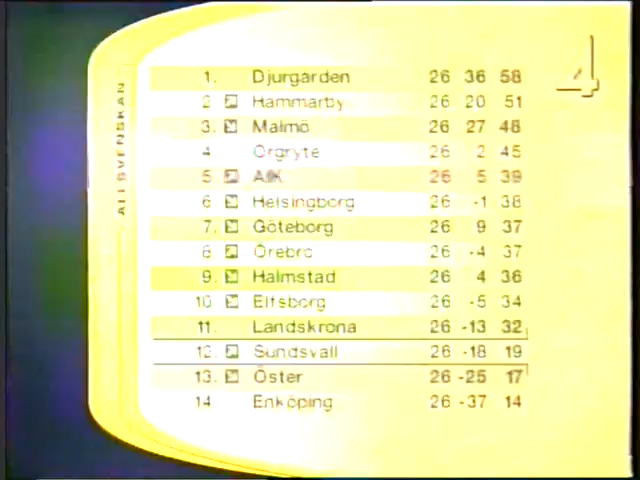 4
ALLSVENSKAN
1. Djurgården 26 36 58
2 Hammarby 26 20 51
3. Malmö 26 27 48
4 Örgryte 26 2 45
5 AIK 26 5 39
6 Helsingborg 26 -1 38
7. Göteborg 26 9 37
8 Örebro 26 -4 37
9. Halmstad 26 4 36
10 Elfsborg 26 -5 34
11. Landskrona 26 -13 32
12. Sundsvall 26 -18 19
13. Öster 26 -25 17
14 Enköping 26 -37 14